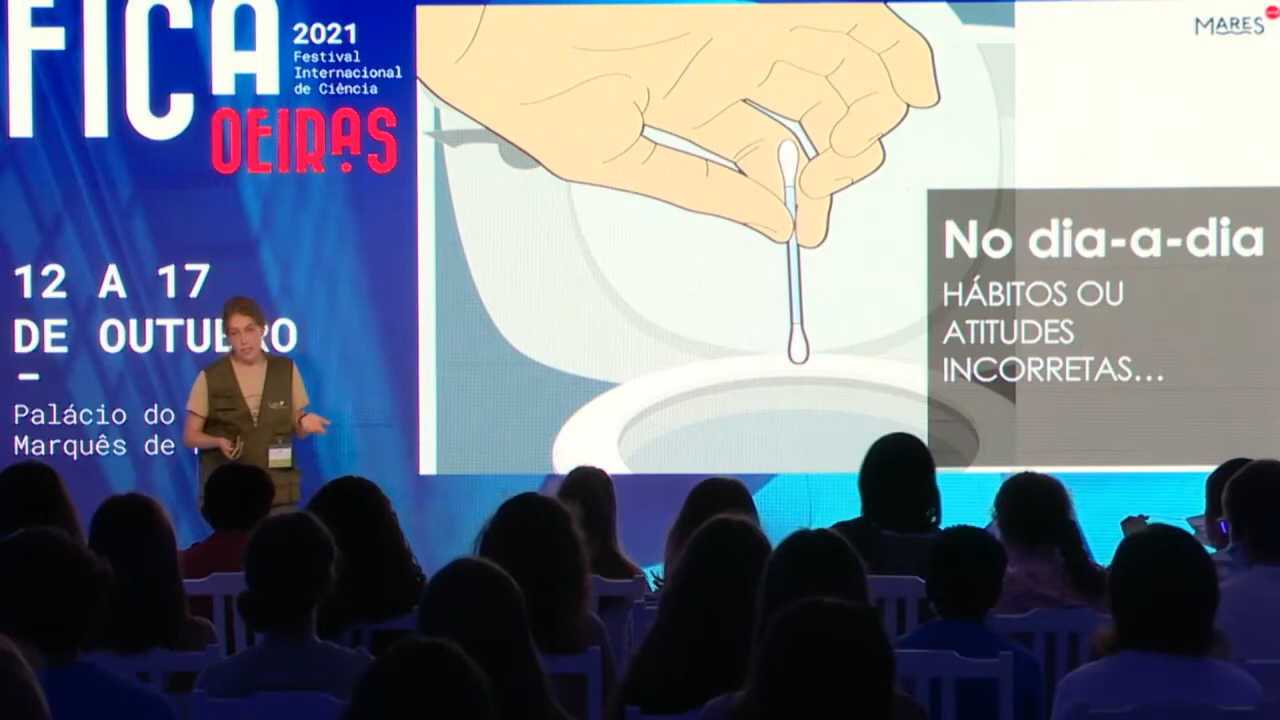 FICA
2021
Festival
Internacional
de Ciência
OEIRAS
12 A 17
DE OUTUBRO
–
Palácio do
Marquês de
MARES
No dia-a-dia
HÁBITOS OU
ATITUDES
INCORRETAS...